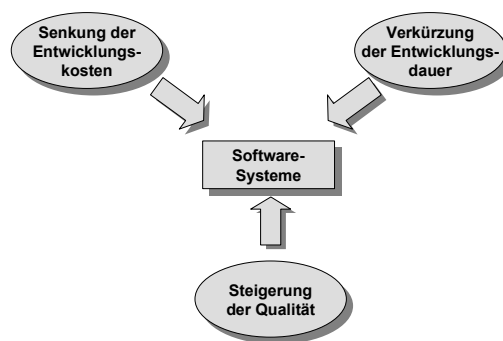 Senkung der
Entwicklungs-
kosten
Verkürzung
der Entwicklungs-
dauer
Software-
Systeme
Steigerung
der Qualität